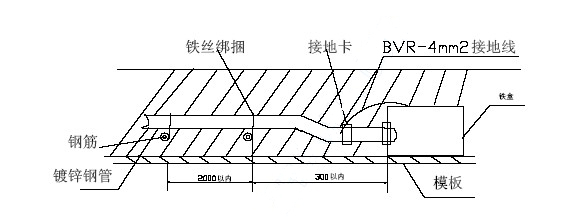 铁丝绑捆
接地卡
BVR-4mm2接地线
铁盒
钢筋
镀锌钢管
2000以内
300以内
模板